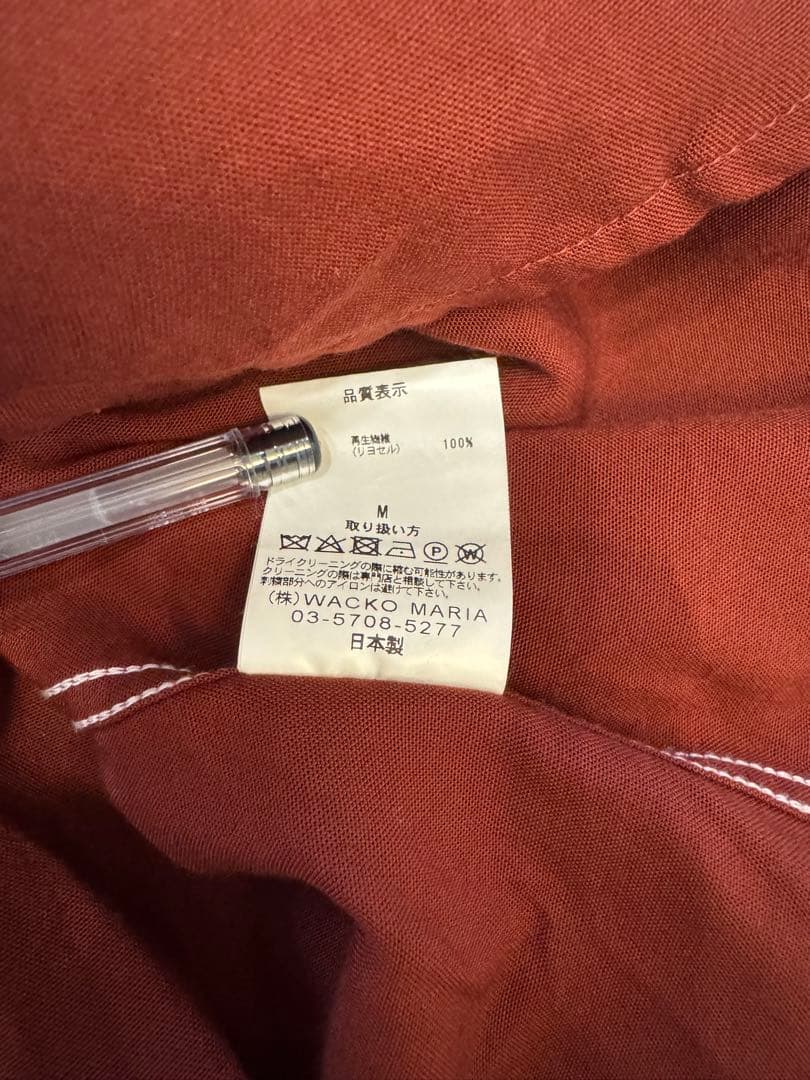 品質表示
再生繊維 100%
(リヨセル)
M
取り扱い方
ドライクリーニングの際に縮む可能性があります。
クリーニングの際は専門店と相談して下さい。
刺繍部分へのアイロンは避けて下さい。
(株)WACKO MARIA
03-5708-5277
日本製